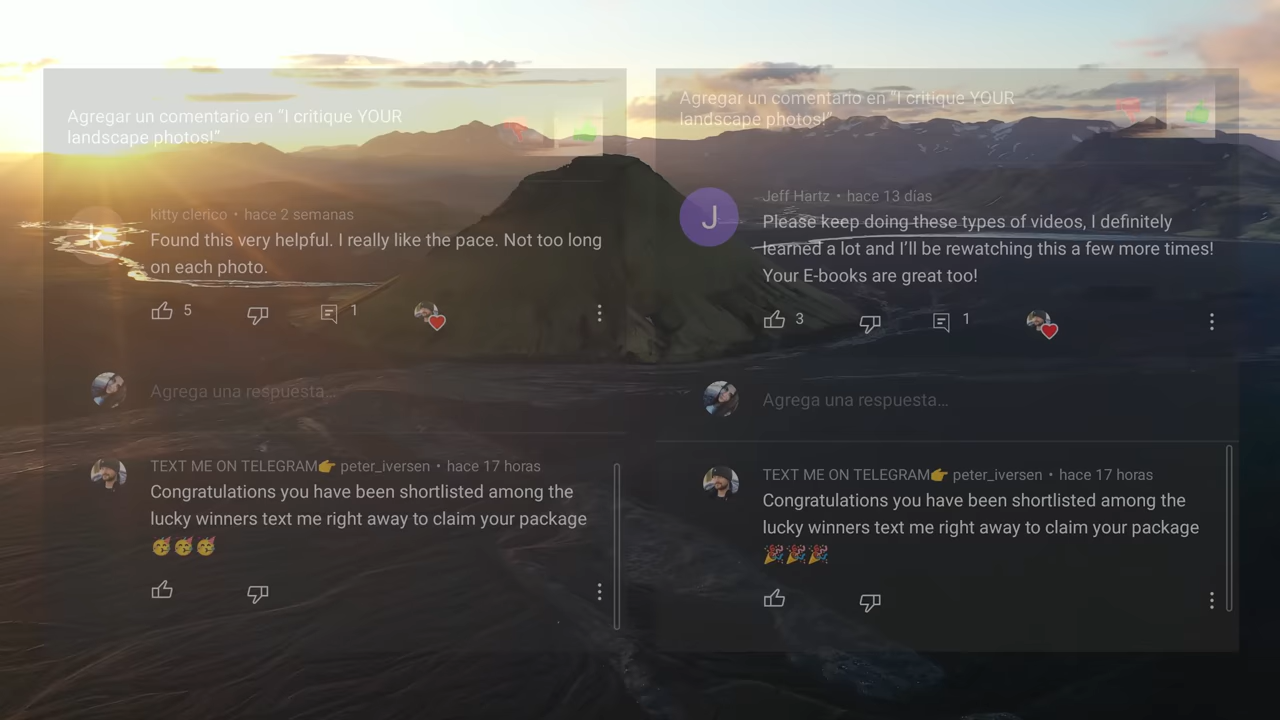 Agregar un comentario en “I critique YOUR
landscape photos!”
kitty clerico • hace 2 semanas
K
Found this very helpful. I really like the pace. Not too long
on each photo.
5
1
Agrega una respuesta...
TEXT ME ON TELEGRAM👉 peter_iversen • hace 17 horas
Congratulations you have been shortlisted among the
lucky winners text me right away to claim your package
🥳🥳🥳
Agregar un comentario en “I critique YOUR
landscape photos!”
Jeff Hartz • hace 13 días
J
Please keep doing these types of videos, I definitely
learned a lot and I’ll be rewatching this a few more times!
Your E-books are great too!
3
1
Agrega una respuesta...
TEXT ME ON TELEGRAM👉 peter_iversen • hace 17 horas
Congratulations you have been shortlisted among the
lucky winners text me right away to claim your package
🎉🎉🎉